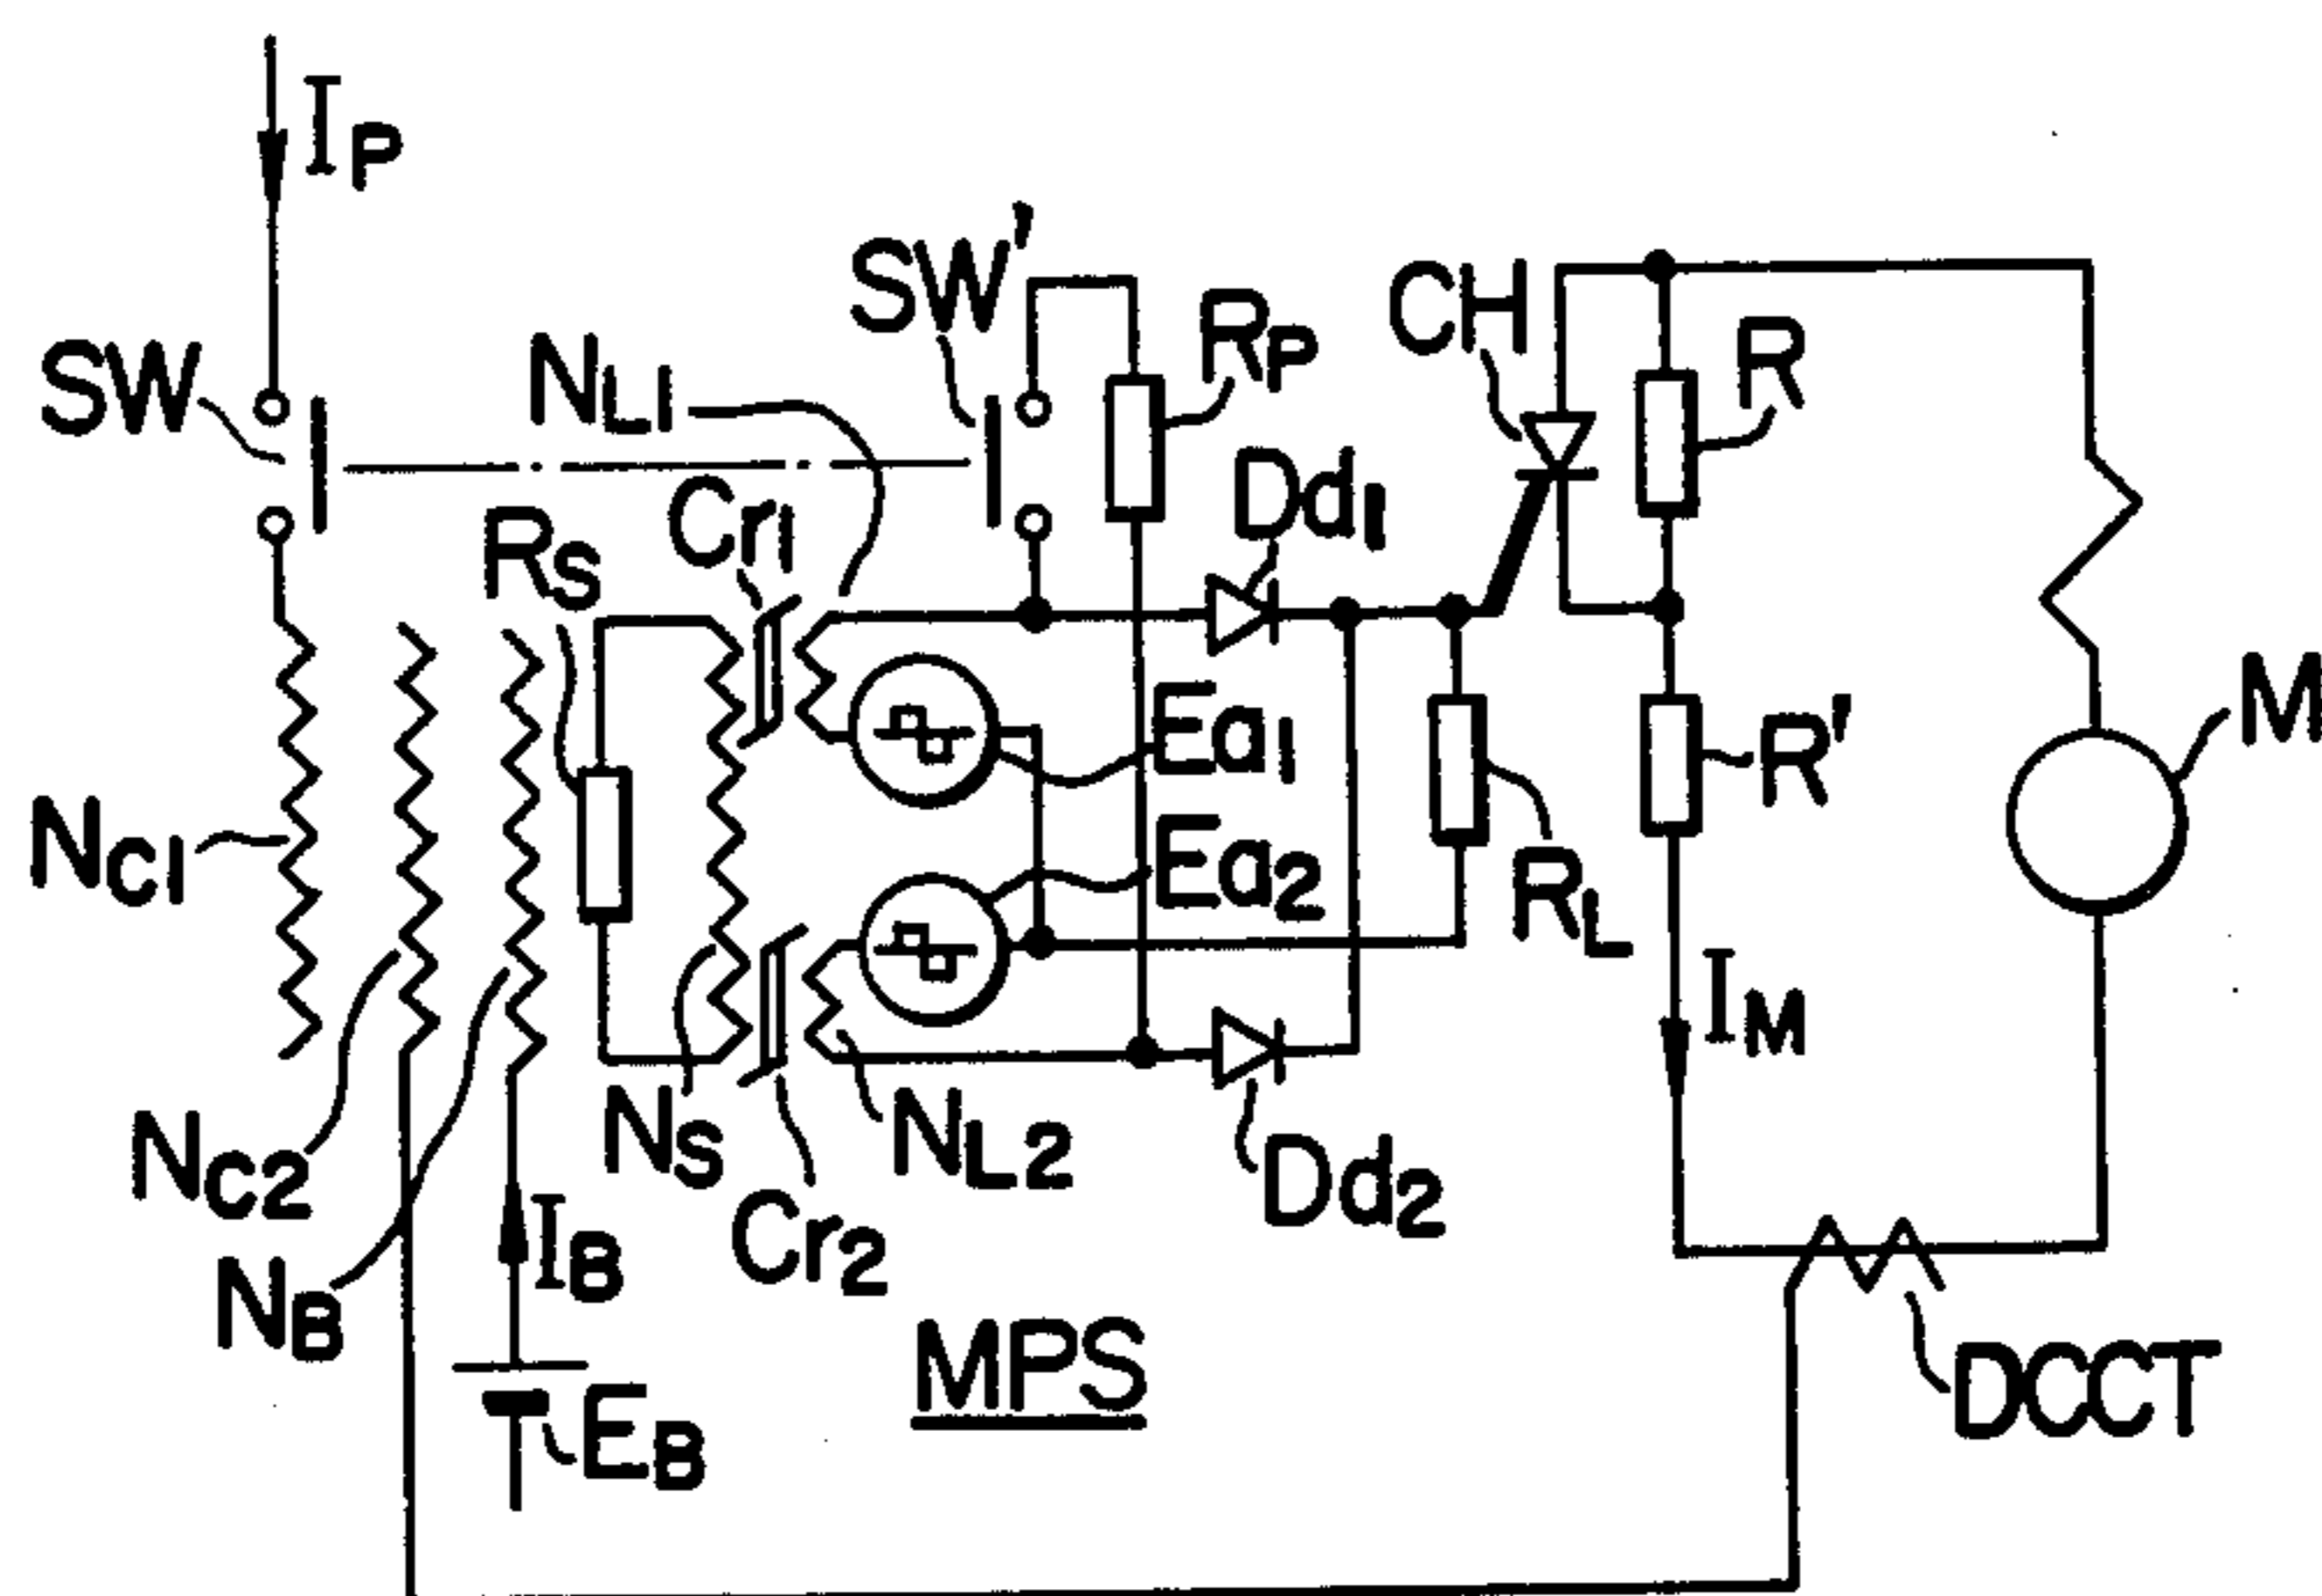 IP
SW
NL1
SW'
RP
CH
R
RS
Cr1
Dd1
Ea1
M
NC1
Ea2
R'
RL
IM
NC2
NS
NL2
Dd2
NB
IB
Cr2
MPS
DCCT
EB